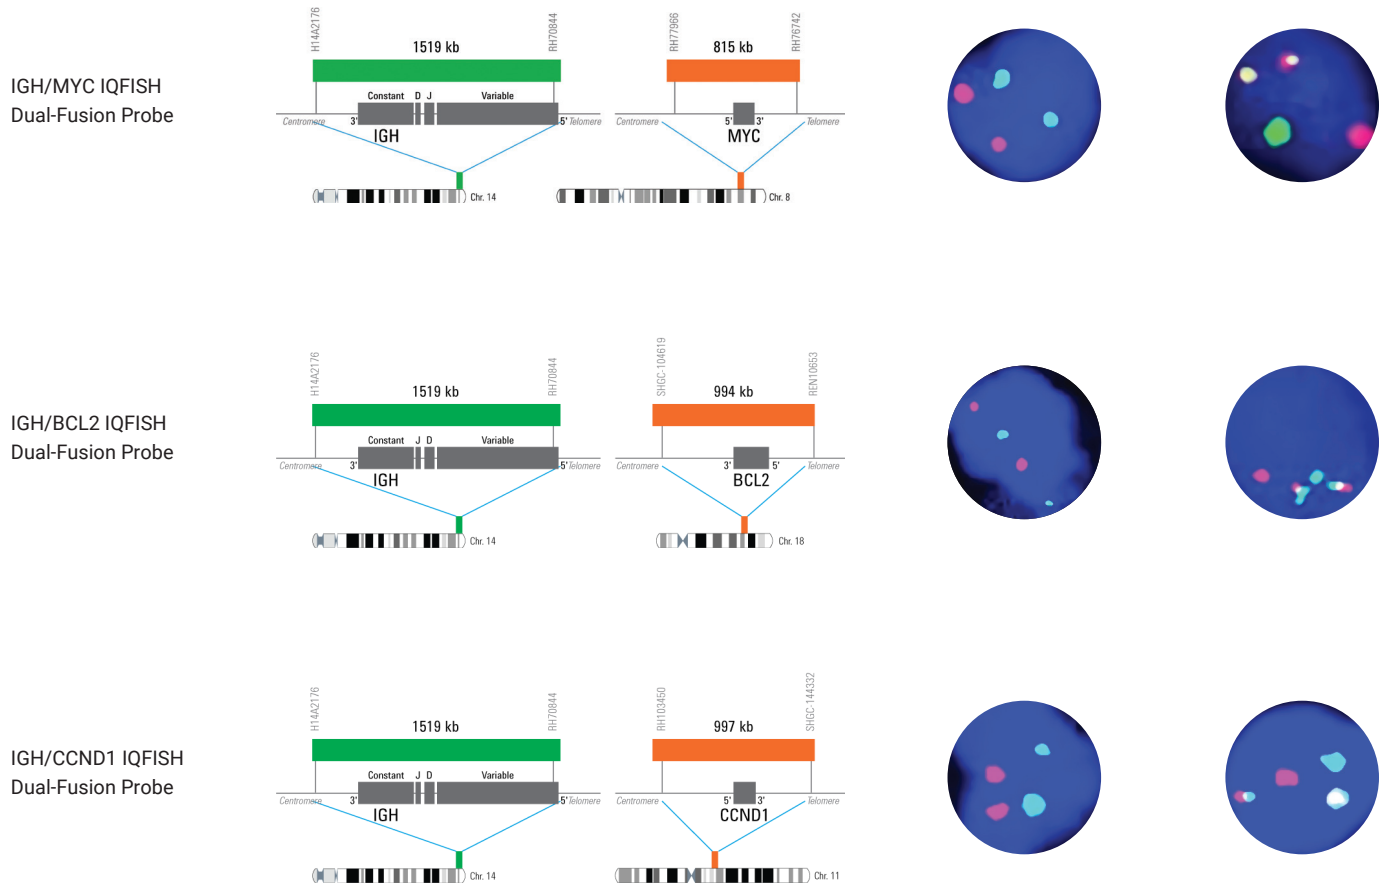 IGH/MYC IQFISH
Dual-Fusion Probe
H14A2176
1519 kb
RH70844
Constant D J Variable
Centromere 3' 5' Telomere
IGH
Chr. 14
RH77966
815 kb
RH76742
Centromere 5' 3' Telomere
MYC
Chr. 8
IGH/BCL2 IQFISH
Dual-Fusion Probe
H14A2176
1519 kb
RH70844
Constant J D Variable
Centromere 3' 5' Telomere
IGH
Chr. 14
SHGC-104619
994 kb
REN10653
Centromere 3' 5' Telomere
BCL2
Chr. 18
IGH/CCND1 IQFISH
Dual-Fusion Probe
H14A2176
1519 kb
RH70844
Constant J D Variable
Centromere 3' 5' Telomere
IGH
Chr. 14
RH103450
997 kb
SHGC-144332
Centromere 5' 3' Telomere
CCND1
Chr. 11